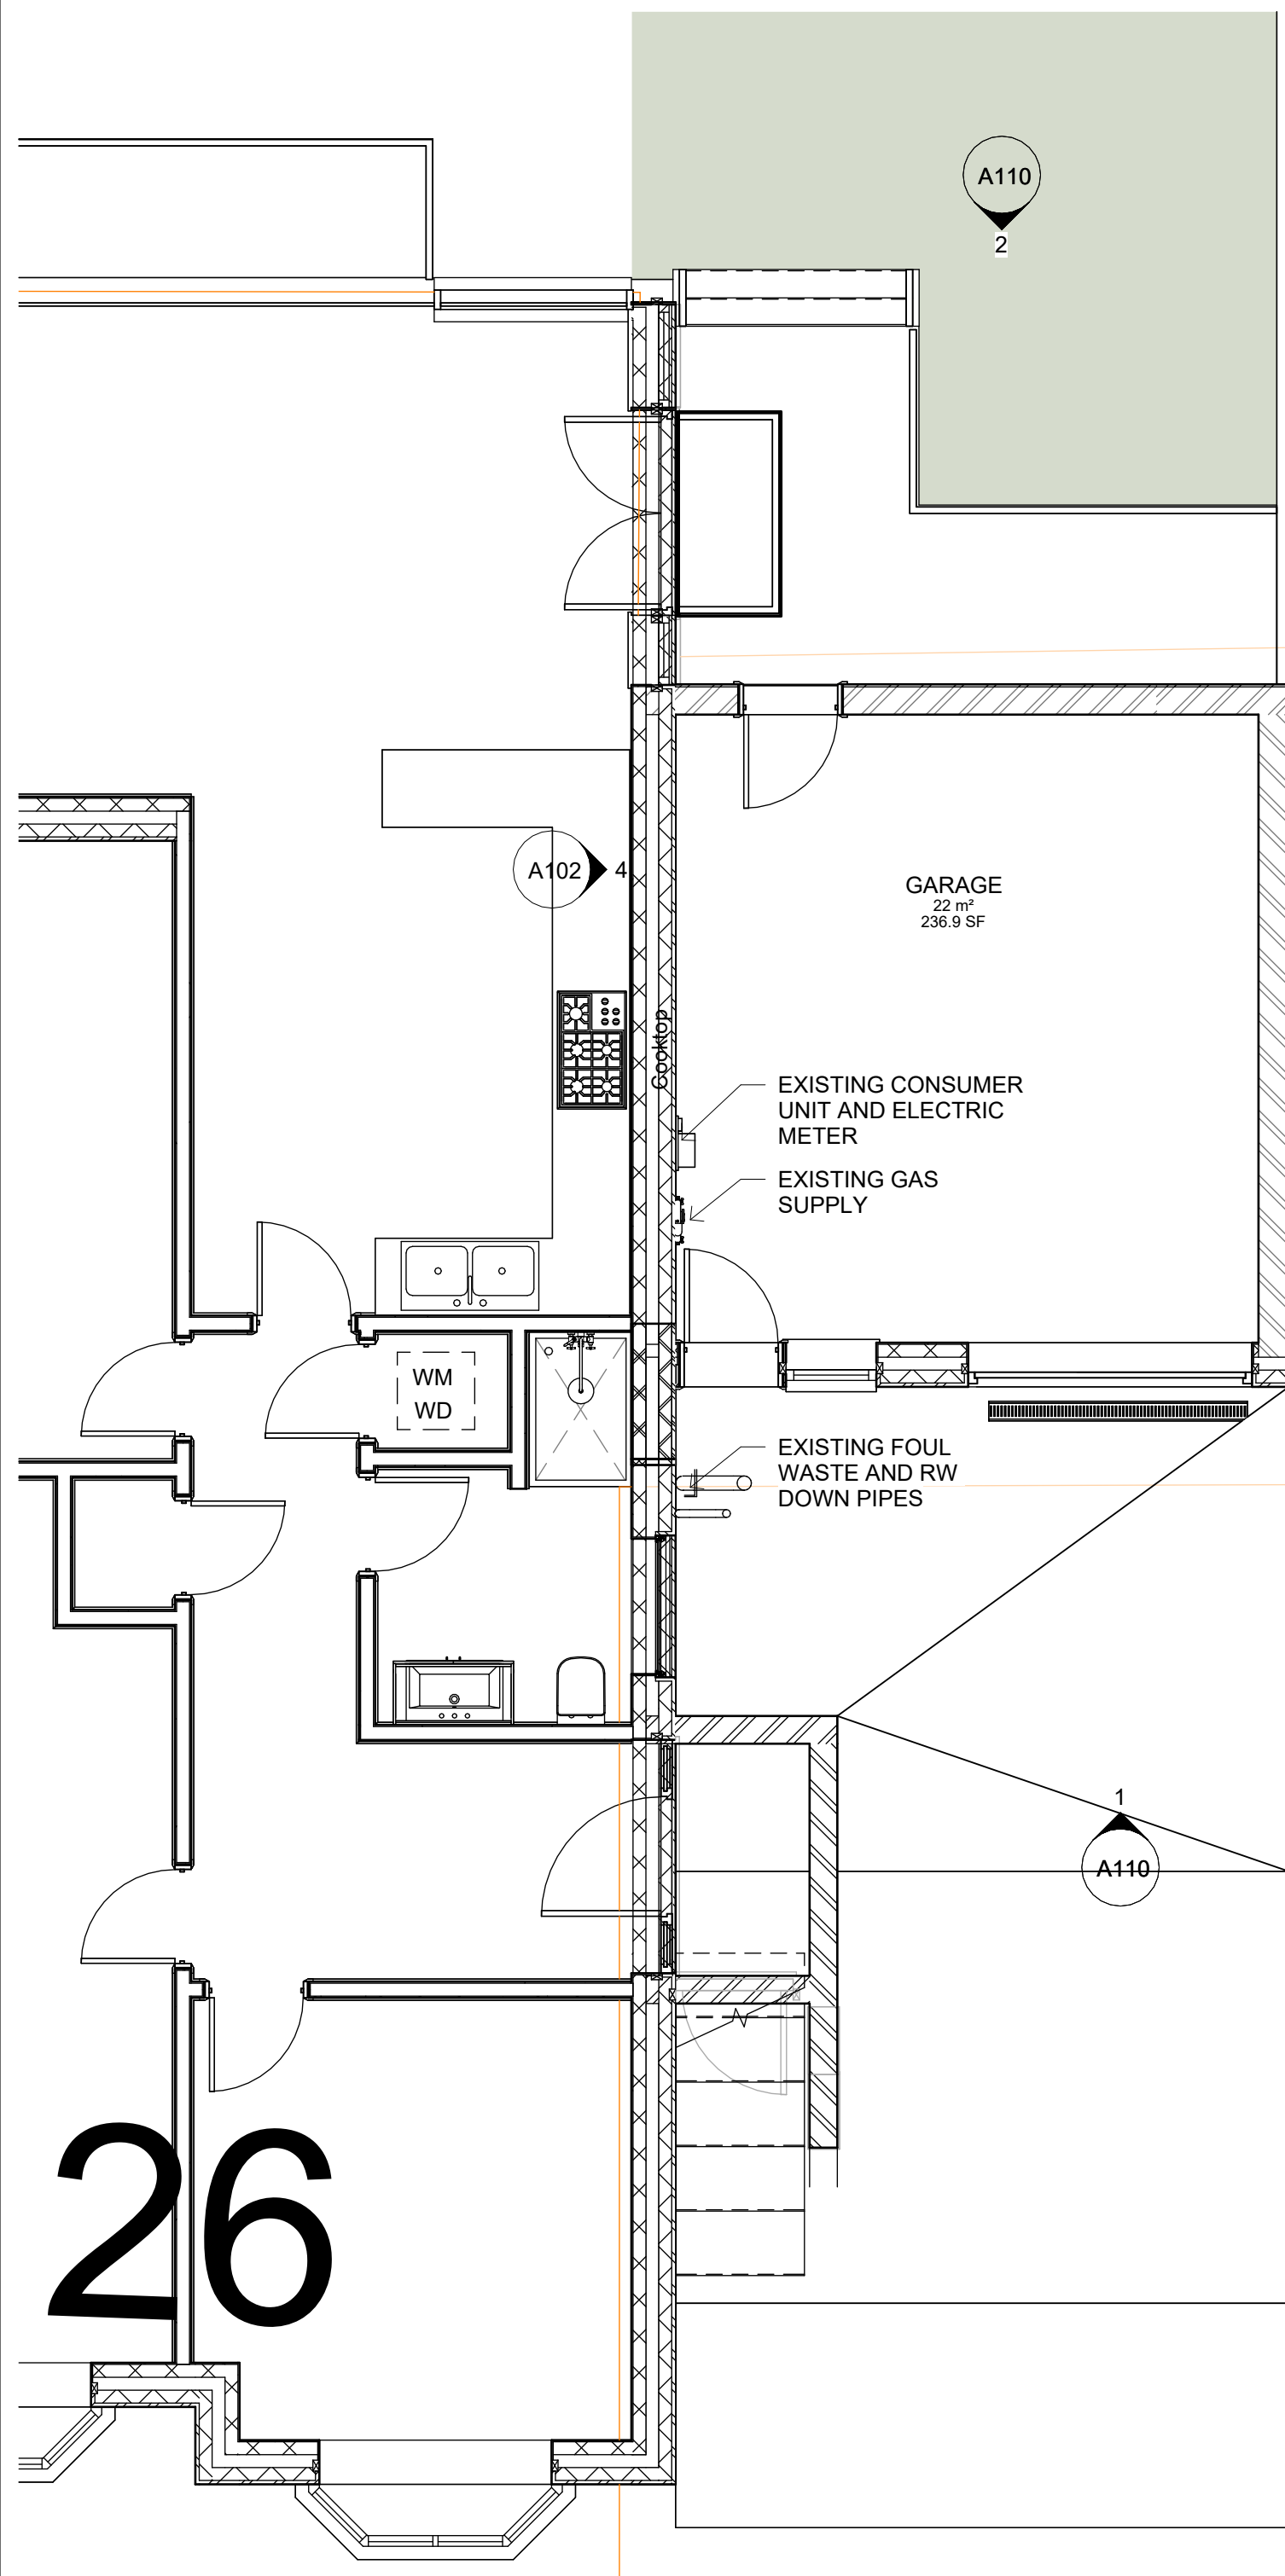 A110
2
A102
4
GARAGE
22 m²
236.9 SF
Cooktop
EXISTING CONSUMER
UNIT AND ELECTRIC
METER
EXISTING GAS
SUPPLY
WM
WD
EXISTING FOUL
WASTE AND RW
DOWN PIPES
1
A110
26